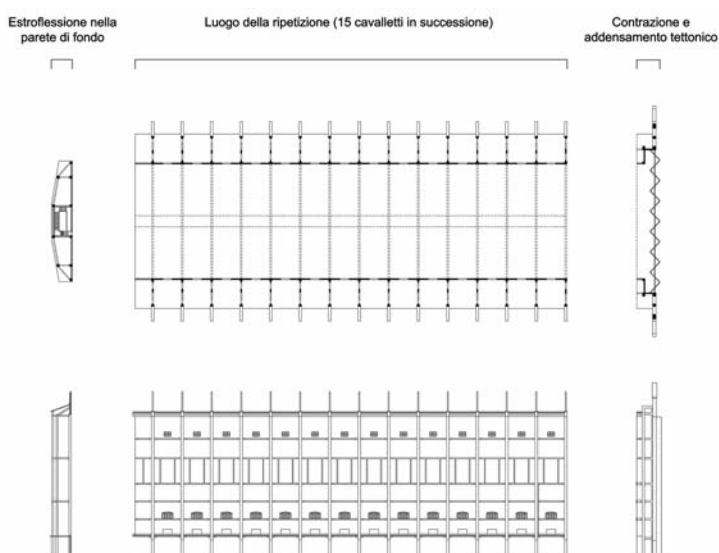 Estroflessione nella
parete di fondo
Luogo della ripetizione (15 cavalletti in successione)
Contrazione e
addensamento tettonico